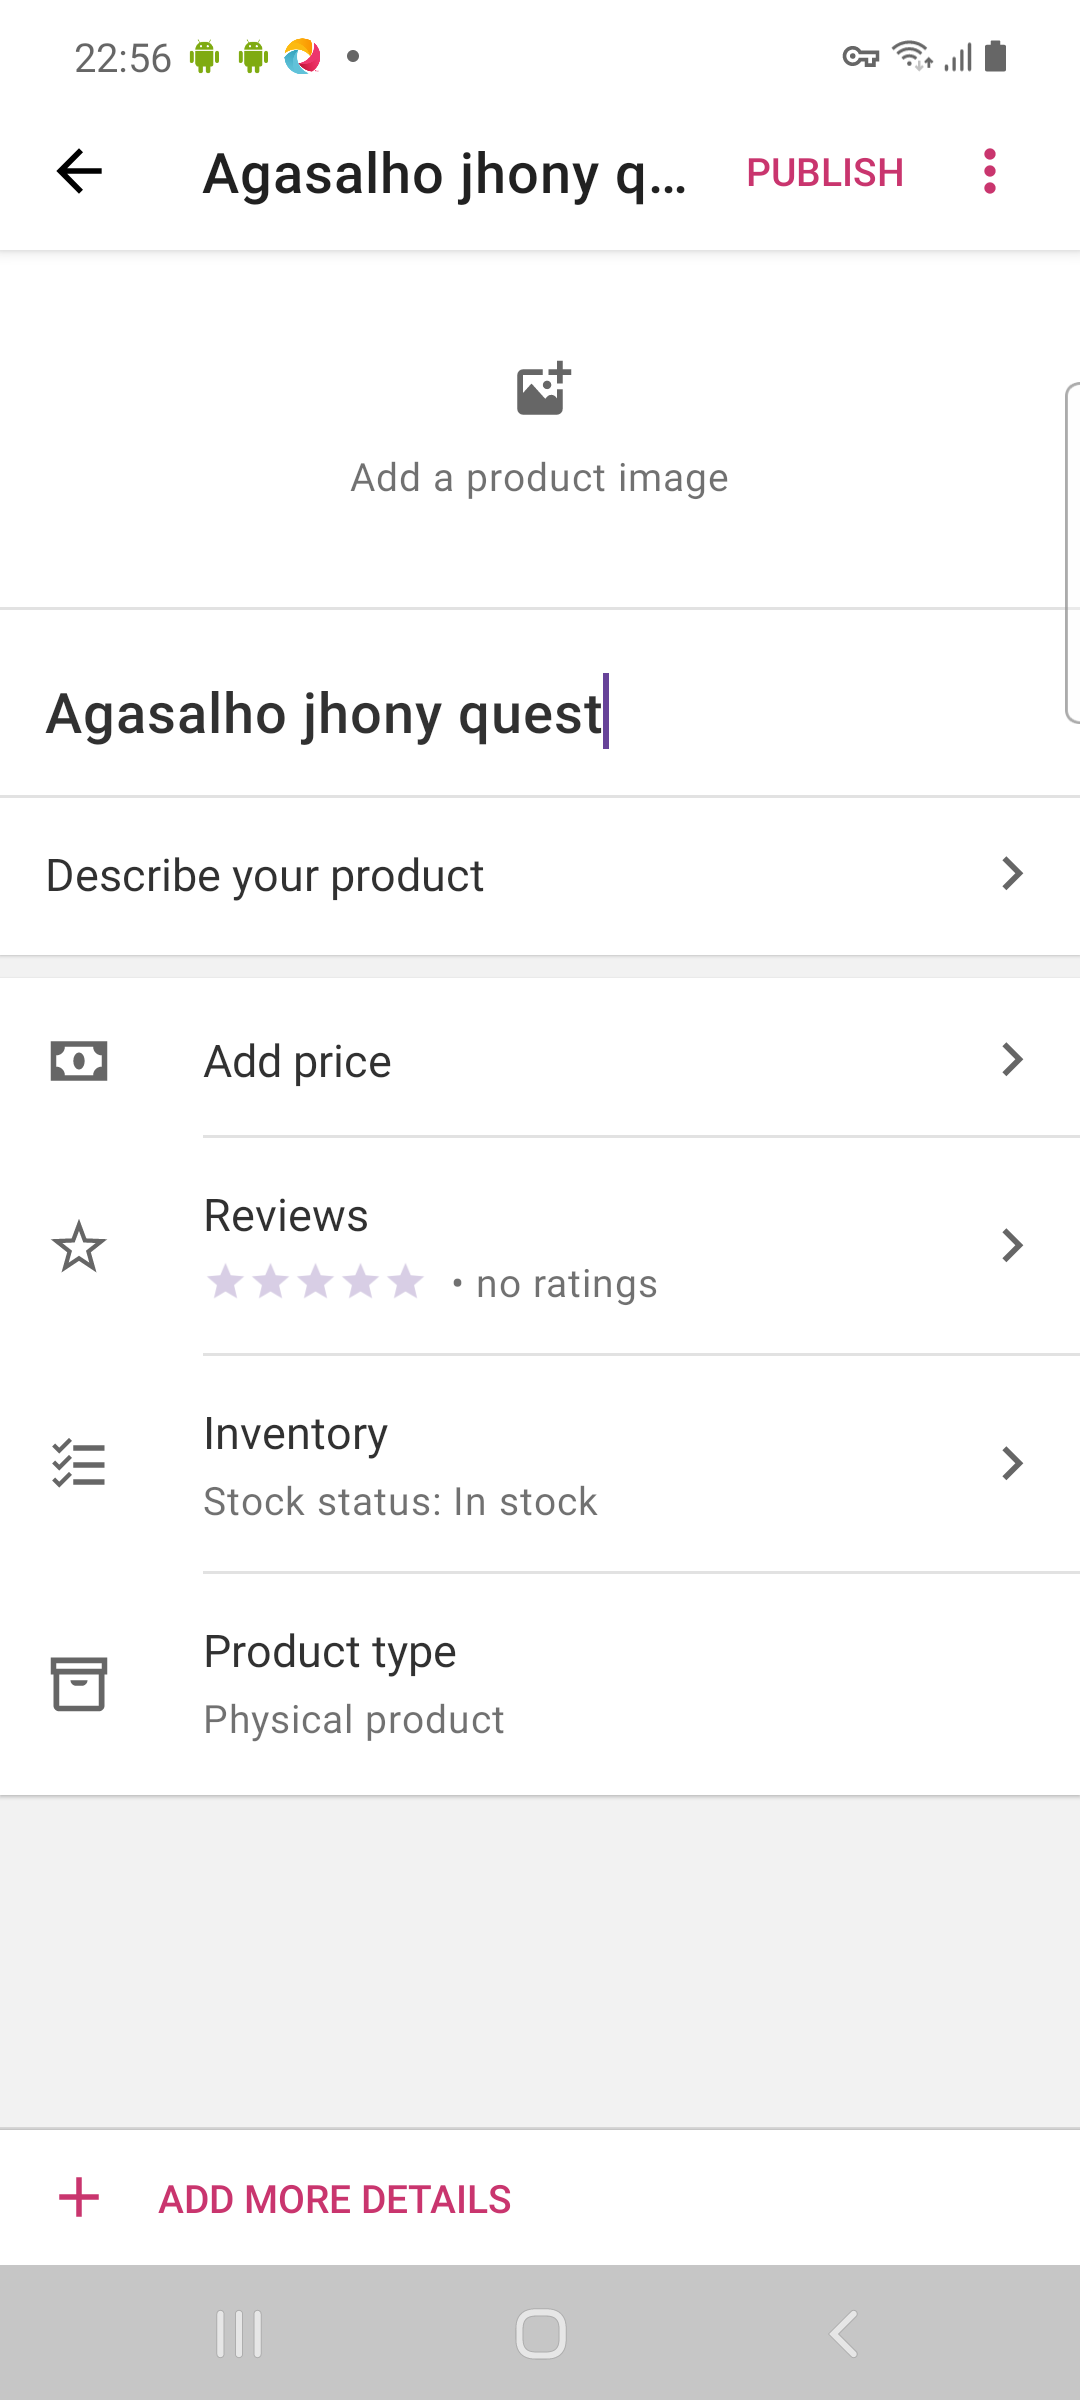 22:56
Agasalho jhony q...
PUBLISH
Add a product image
Agasalho jhony quest
Describe your product
Add price
Reviews
• no ratings
Inventory
Stock status: In stock
Product type
Physical product
ADD MORE DETAILS